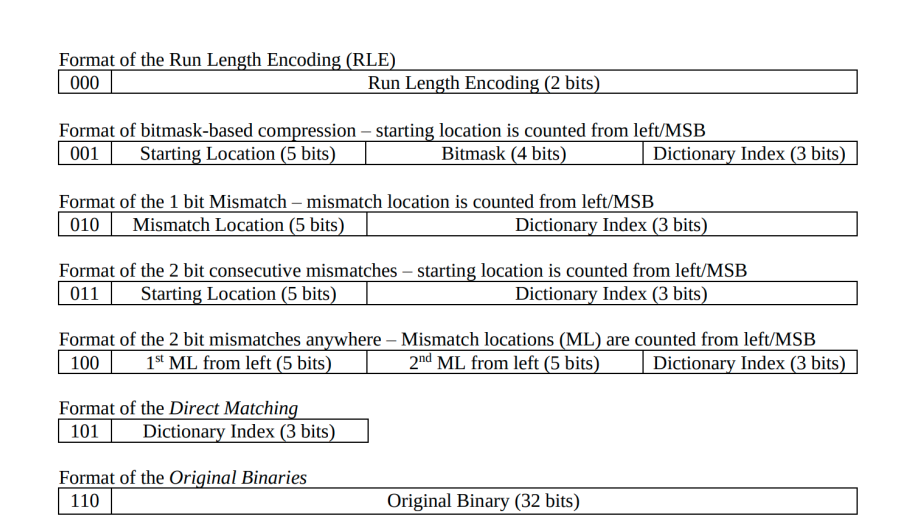 Format of the Run Length Encoding (RLE)
000 Run Length Encoding (2 bits)
Format of bitmask-based compression – starting location is counted from left/MSB
001 Starting Location (5 bits) Bitmask (4 bits) Dictionary Index (3 bits)
Format of the 1 bit Mismatch – mismatch location is counted from left/MSB
010 Mismatch Location (5 bits) Dictionary Index (3 bits)
Format of the 2 bit consecutive mismatches – starting location is counted from left/MSB
011 Starting Location (5 bits) Dictionary Index (3 bits)
Format of the 2 bit mismatches anywhere – Mismatch locations (ML) are counted from left/MSB
100 1st ML from left (5 bits) 2nd ML from left (5 bits) Dictionary Index (3 bits)
Format of the Direct Matching
101 Dictionary Index (3 bits)
Format of the Original Binaries
110 Original Binary (32 bits)